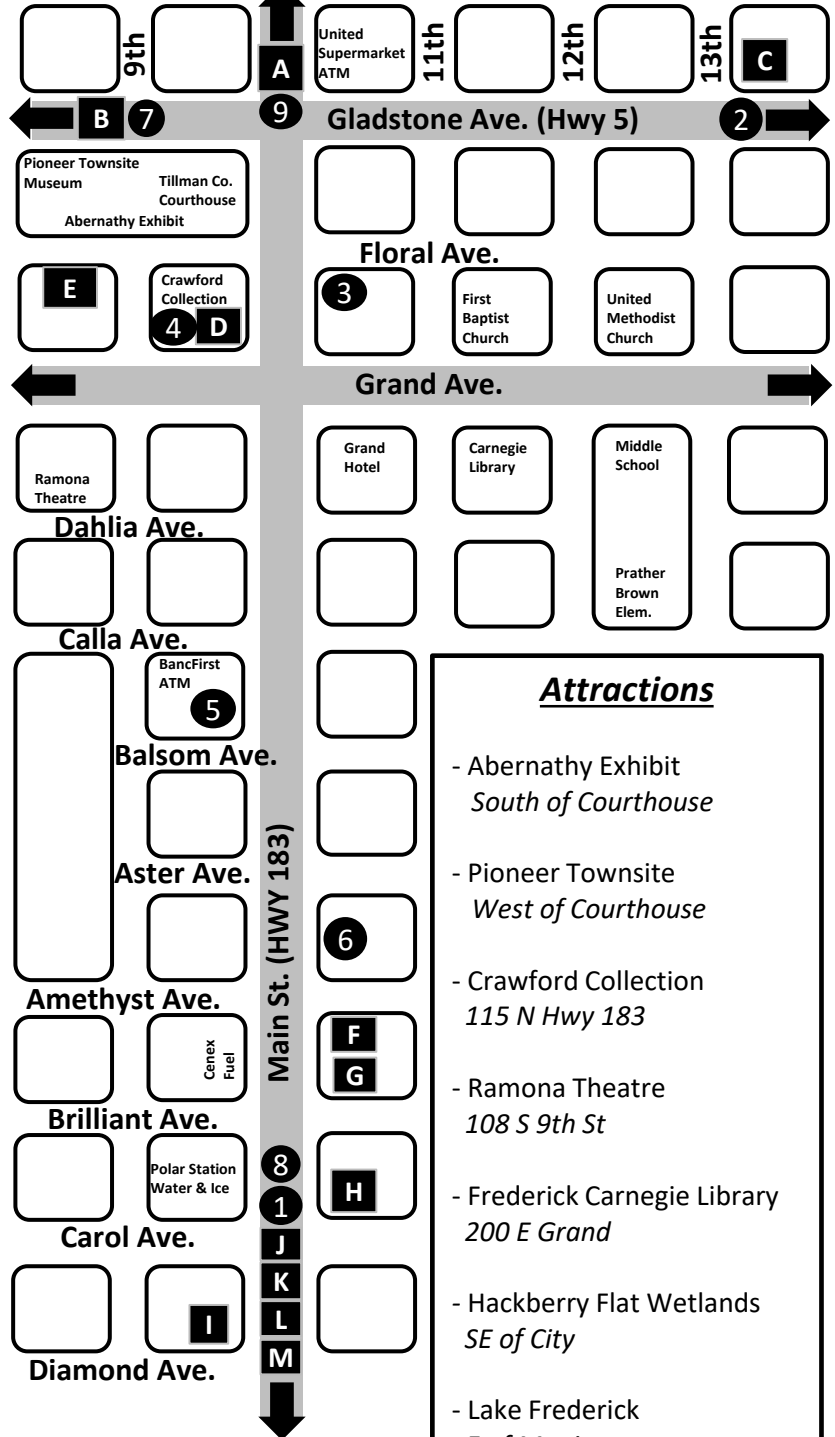 9th
United
Supermarket
ATM
11th
12th
13th
A
C
B
7
9
Gladstone Ave. (Hwy 5)
2
Pioneer Townsite
Museum
Tillman Co.
Courthouse
Abernathy Exhibit
Floral Ave.
E
Crawford
Collection
4
D
3
First
Baptist
Church
United
Methodist
Church
Grand Ave.
Ramona
Theatre
Grand
Hotel
Carnegie
Library
Middle
School
Prather
Brown
Elem.
Dahlia Ave.
Calla Ave.
BancFirst
ATM
5
Balsom Ave.
Aster Ave.
Main St. (HWY 183)
6
Amethyst Ave.
Cenex
Fuel
F
G
Brilliant Ave.
Polar Station
Water & Ice
8
1
H
Carol Ave.
J
K
L
M
I
Diamond Ave.
Attractions
- Abernathy Exhibit
South of Courthouse
- Pioneer Townsite
West of Courthouse
- Crawford Collection
115 N Hwy 183
- Ramona Theatre
108 S 9th St
- Frederick Carnegie Library
200 E Grand
- Hackberry Flat Wetlands
SE of City
- Lake Frederick